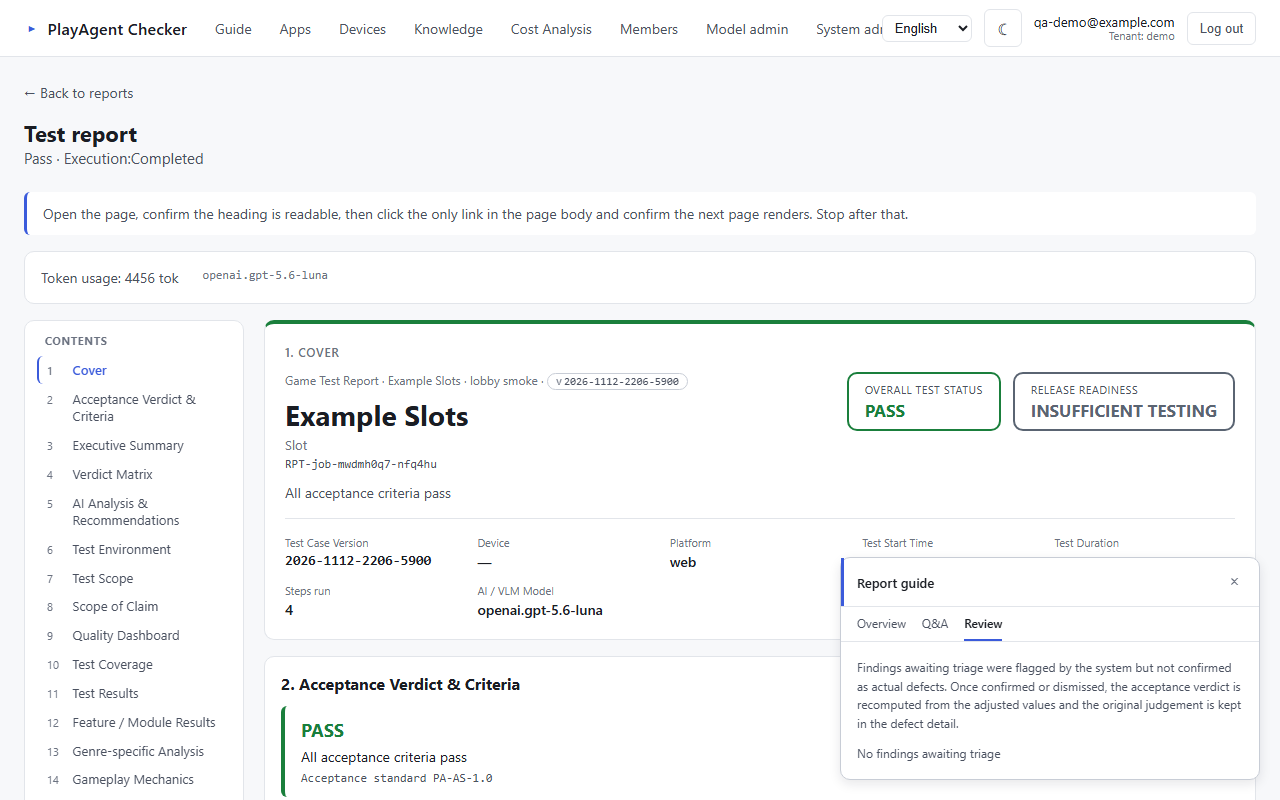 PlayAgent Checker
Guide
Apps
Devices
Knowledge
Cost Analysis
Members
Model admin
System adm
English
qa-demo@example.com
Tenant: demo
Log out
← Back to reports
Test report
Pass · Execution:Completed
Open the page, confirm the heading is readable, then click the only link in the page body and confirm the next page renders. Stop after that.
Token usage: 4456 tok
openai.gpt-5.6-luna
CONTENTS
1 Cover
2 Acceptance Verdict &
Criteria
3 Executive Summary
4 Verdict Matrix
5 AI Analysis &
Recommendations
6 Test Environment
7 Test Scope
8 Scope of Claim
9 Quality Dashboard
10 Test Coverage
11 Test Results
12 Feature / Module Results
13 Genre-specific Analysis
14 Gameplay Mechanics
1. COVER
Game Test Report · Example Slots · lobby smoke · v 2026-1112-2206-5900
Example Slots
Slot
RPT-job-mwdmh0q7-nfq4hu
All acceptance criteria pass
OVERALL TEST STATUS
PASS
RELEASE READINESS
INSUFFICIENT TESTING
Test Case Version
2026-1112-2206-5900
Device
—
Platform
web
Test Start Time
Test Duration
Steps run
4
AI / VLM Model
openai.gpt-5.6-luna
2. Acceptance Verdict & Criteria
PASS
All acceptance criteria pass
Acceptance standard PA-AS-1.0
Report guide
×
Overview
Q&A
Review
Findings awaiting triage were flagged by the system but not confirmed
as actual defects. Once confirmed or dismissed, the acceptance verdict is
recomputed from the adjusted values and the original judgement is kept
in the defect detail.
No findings awaiting triage